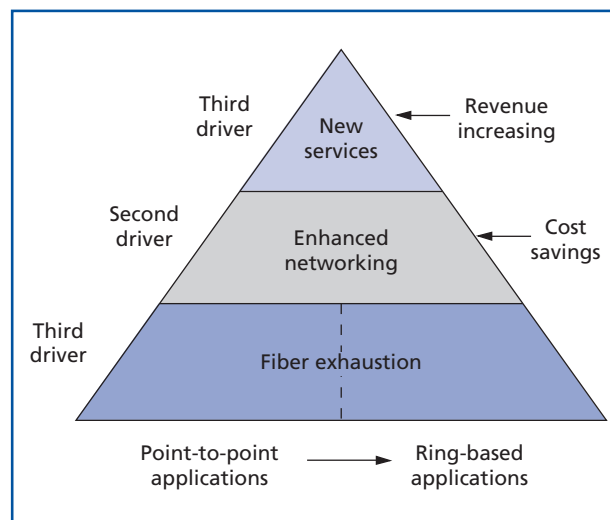 Third
driver
New
services
Revenue
increasing
Second
driver
Enhanced
networking
Cost
savings
Third
driver
Fiber exhaustion
Point-to-point
applications
Ring-based
applications